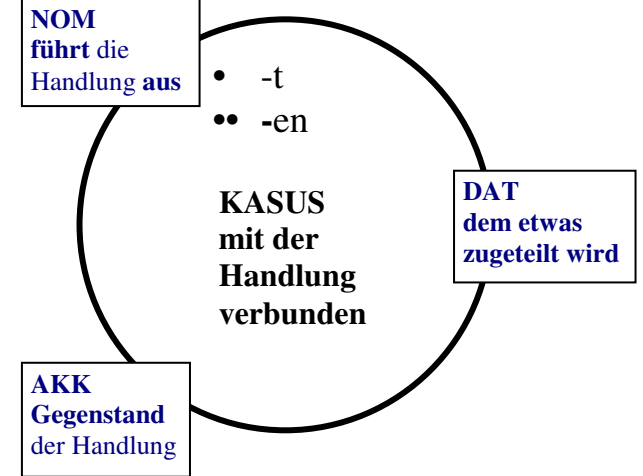 NOM
führt die
Handlung aus
• -t
•• -en
KASUS
mit der
Handlung
verbunden
DAT
dem etwas
zugeteilt wird
AKK
Gegenstand
der Handlung